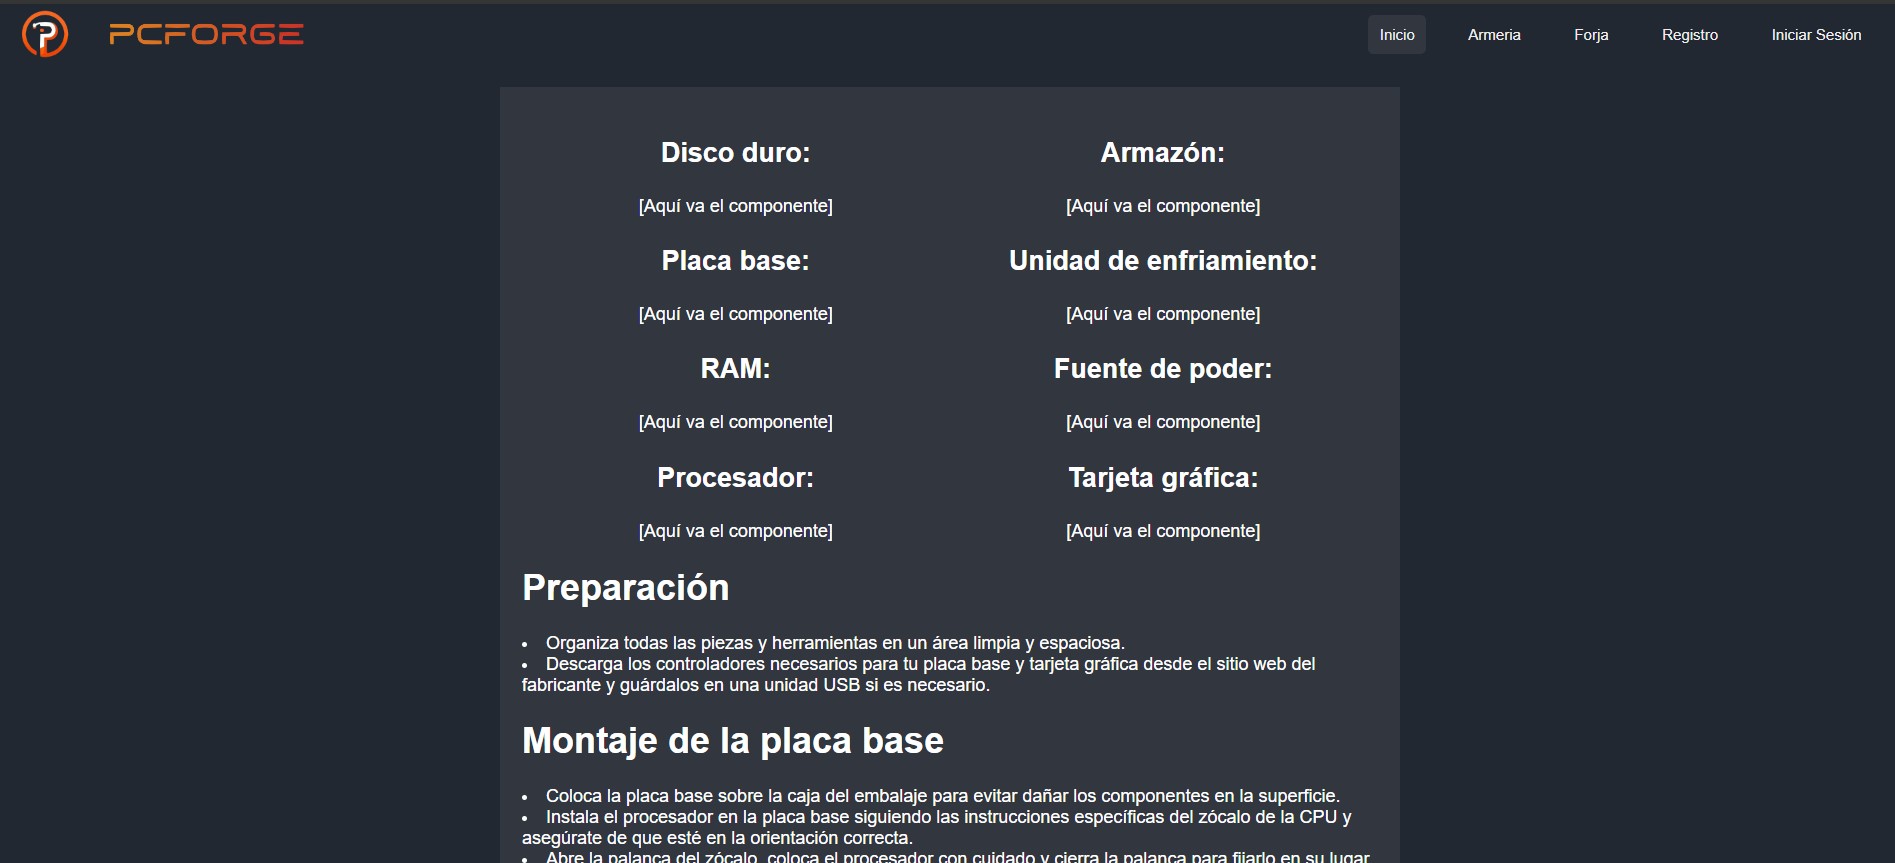 PCFORGE
Inicio
Armeria
Forja
Registro
Iniciar Sesión
Disco duro:
Armazón:
[Aquí va el componente]
[Aquí va el componente]
Placa base:
Unidad de enfriamiento:
[Aquí va el componente]
[Aquí va el componente]
RAM:
Fuente de poder:
[Aquí va el componente]
[Aquí va el componente]
Procesador:
Tarjeta gráfica:
[Aquí va el componente]
[Aquí va el componente]
Preparación
• Organiza todas las piezas y herramientas en un área limpia y espaciosa.
• Descarga los controladores necesarios para tu placa base y tarjeta gráfica desde el sitio web del
fabricante y guárdalos en una unidad USB si es necesario.
Montaje de la placa base
• Coloca la placa base sobre la caja del embalaje para evitar dañar los componentes en la superficie.
• Instala el procesador en la placa base siguiendo las instrucciones específicas del zócalo de la CPU y
asegúrate de que esté en la orientación correcta.
• Abre la palanca del zócalo, coloca el procesador con cuidado y cierra la palanca para fijarlo en su lugar